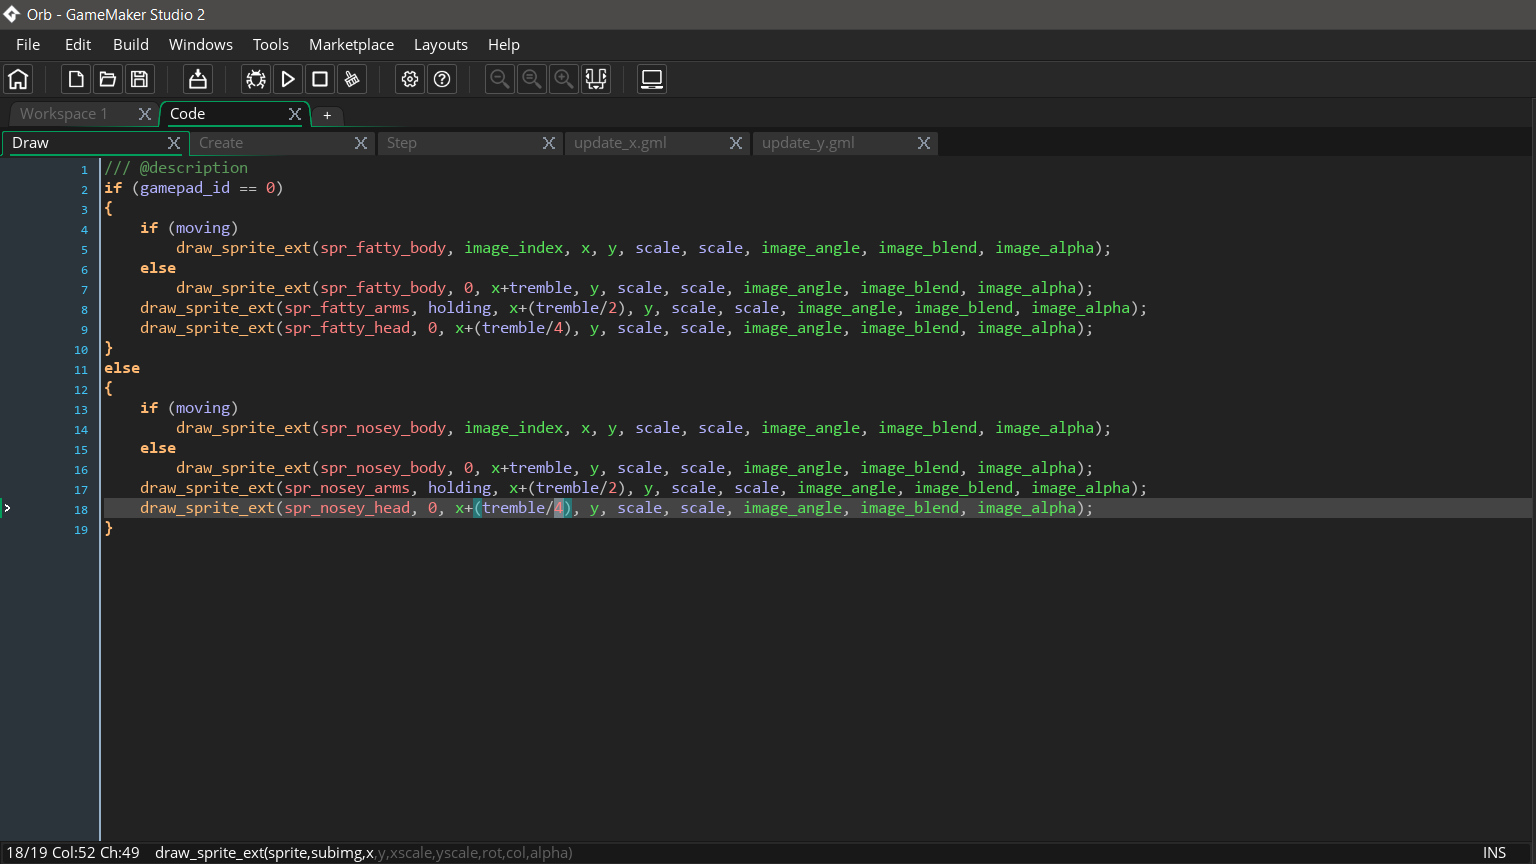 Orb - GameMaker Studio 2
File Edit Build Windows Tools Marketplace Layouts Help
Workspace 1 X Code X +
Draw X Create X Step X update_x.gml X update_y.gml X
1 /// @description
2 if (gamepad_id == 0)
3 {
4 if (moving)
5 draw_sprite_ext(spr_fatty_body, image_index, x, y, scale, scale, image_angle, image_blend, image_alpha);
6 else
7 draw_sprite_ext(spr_fatty_body, 0, x+tremble, y, scale, scale, image_angle, image_blend, image_alpha);
8 draw_sprite_ext(spr_fatty_arms, holding, x+(tremble/2), y, scale, scale, image_angle, image_blend, image_alpha);
9 draw_sprite_ext(spr_fatty_head, 0, x+(tremble/4), y, scale, scale, image_angle, image_blend, image_alpha);
10 }
11 else
12 {
13 if (moving)
14 draw_sprite_ext(spr_nosey_body, image_index, x, y, scale, scale, image_angle, image_blend, image_alpha);
15 else
16 draw_sprite_ext(spr_nosey_body, 0, x+tremble, y, scale, scale, image_angle, image_blend, image_alpha);
17 draw_sprite_ext(spr_nosey_arms, holding, x+(tremble/2), y, scale, scale, image_angle, image_blend, image_alpha);
18 draw_sprite_ext(spr_nosey_head, 0, x+(tremble/4), y, scale, scale, image_angle, image_blend, image_alpha);
19 }
18/19 Col:52 Ch:49 draw_sprite_ext(sprite,subimg,x,y,xscale,yscale,rot,col,alpha) INS